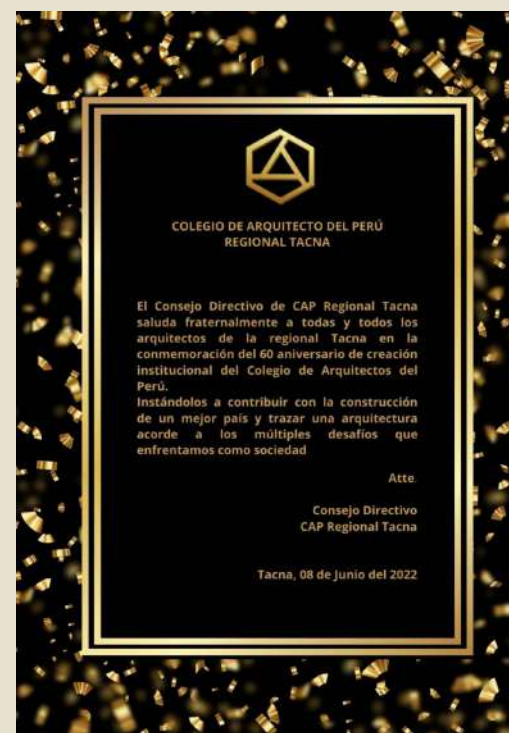 COLEGIO DE ARQUITECTO DEL PERÚ
REGIONAL TACNA
El Consejo Directivo de CAP Regional Tacna
saluda fraternalmente a todas y todos los
arquitectos de la regional Tacna en la
conmemoración del 60 aniversario de creación
institucional del Colegio de Arquitectos del
Perú.
Instándolos a contribuir con la construcción
de un mejor país y trazar una arquitectura
acorde a los múltiples desafíos que
enfrentamos como sociedad
Atte.
Consejo Directivo
CAP Regional Tacna
Tacna, 08 de Junio del 2022